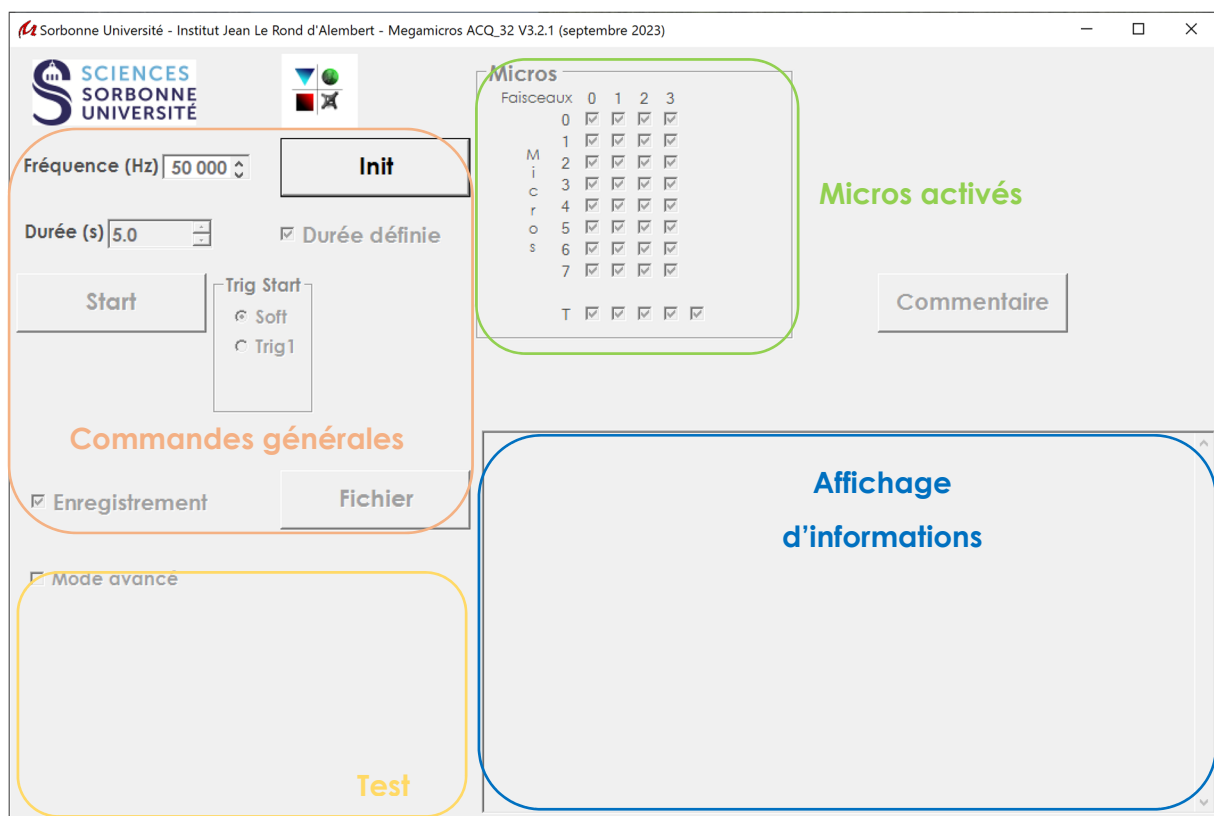 Sorbonne Université - Institut Jean Le Rond d'Alembert - Megamicros ACQ_32 V3.2.1 (septembre 2023)
SCIENCES
SORBONNE
UNIVERSITÉ
Fréquence (Hz) 50 000
Init
Durée (s) 5.0
Durée définie
Start
Trig Start
Soft
Trig1
Commandes générales
Enregistrement
Fichier
Mode avancé
Test
Micros
Faisceaux 0 1 2 3
Micros
0
1
2
3
4
5
6
7
T
Micros activés
Commentaire
Affichage
d’informations